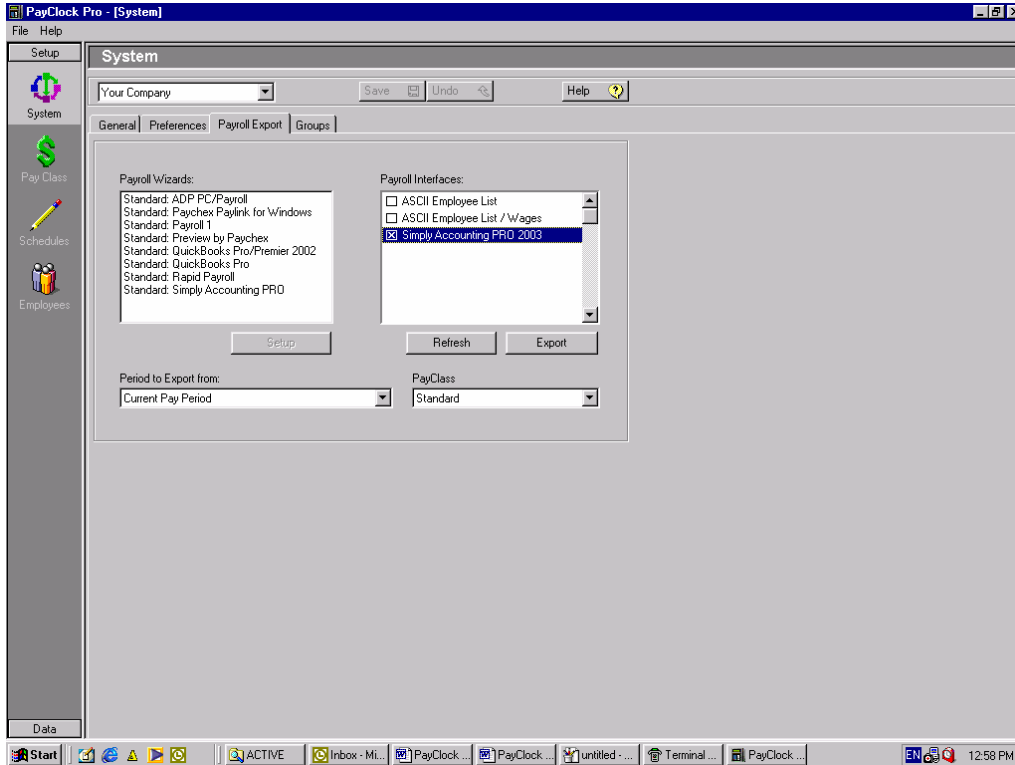 PayClock Pro - [System]
File Help
Setup
System
Pay Class
Schedules
Employees
Data
System
Your Company
Save
Undo
Help
General
Preferences
Payroll Export
Groups
Payroll Wizards:
Standard: ADP PC/Payroll
Standard: Paychex Paylink for Windows
Standard: Payroll 1
Standard: Preview by Paychex
Standard: QuickBooks Pro/Premier 2002
Standard: QuickBooks Pro
Standard: Rapid Payroll
Standard: Simply Accounting PRO
Setup
Payroll Interfaces:
ASCII Employee List
ASCII Employee List / Wages
Simply Accounting PRO 2003
Refresh
Export
Period to Export from:
Current Pay Period
PayClass
Standard
Start
ACTIVE
Inbox - Mi...
PayClock ...
PayClock ...
untitled - ...
Terminal ...
PayClock ...
EN
12:58 PM